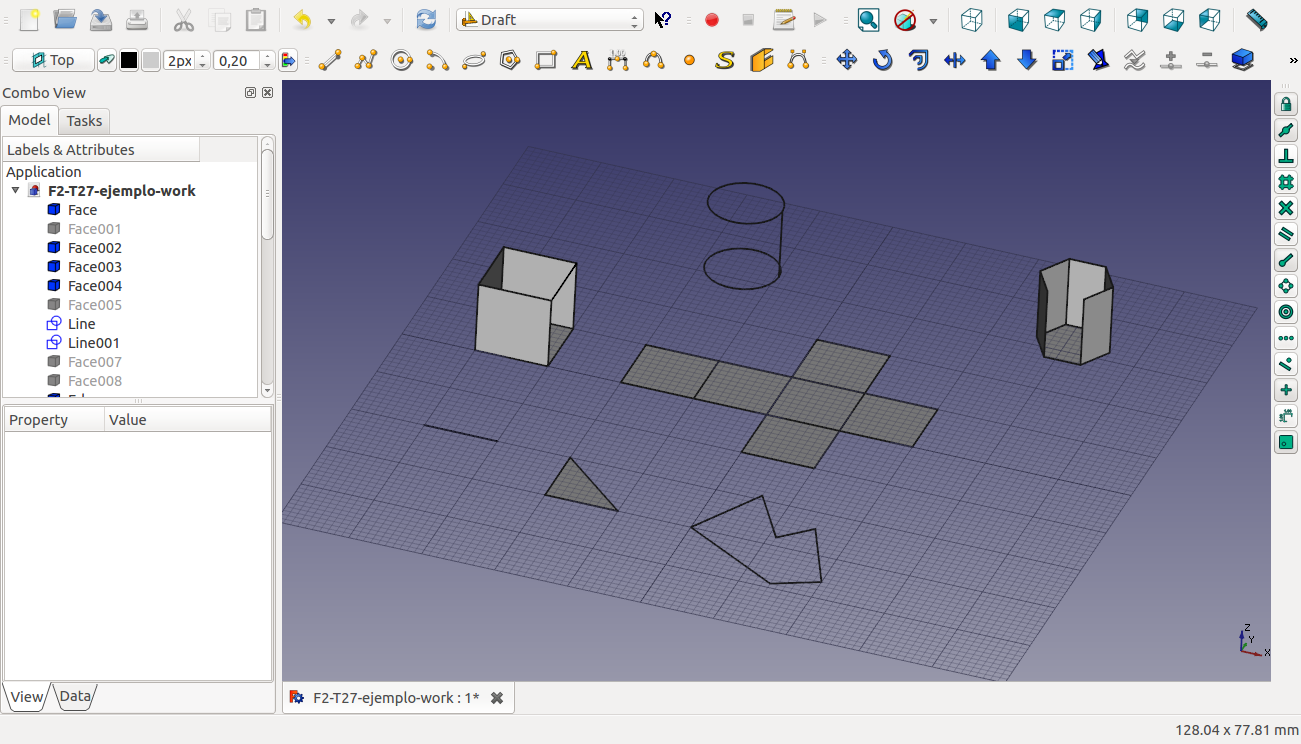 Draft
Top
2px
0,20
»
Combo View
Model
Tasks
Labels & Attributes
Application
F2-T27-ejemplo-work
Face
Face001
Face002
Face003
Face004
Face005
Line
Line001
Face007
Face008
Property
Value
Z
Y
X
View
Data
F2-T27-ejemplo-work : 1*
128.04 x 77.81 mm